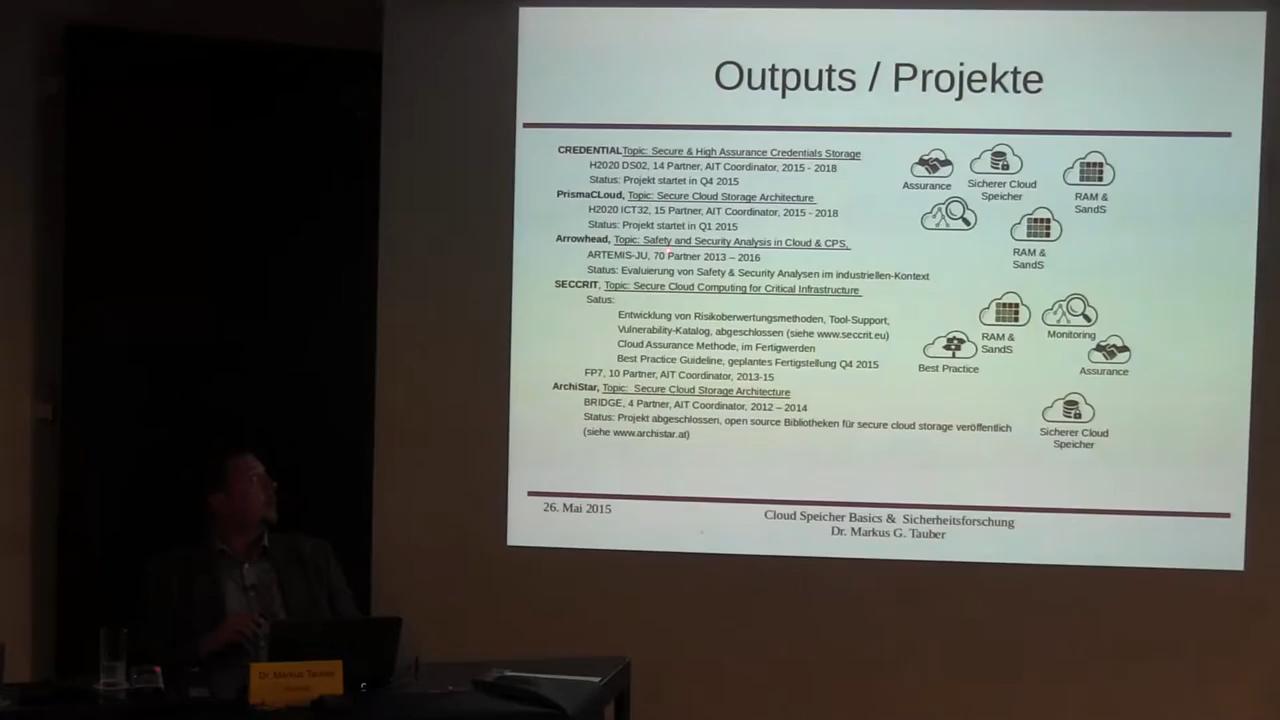 Outputs / Projekte
CREDENTIALTopic: Secure & High Assurance Credentials Storage
H2020 DS02, 14 Partner, AIT Coordinator, 2015 - 2018
Status: Projekt startet in Q4 2015
PrismaCLoud, Topic: Secure Cloud Storage Architecture
H2020 ICT32, 15 Partner, AIT Coordinator, 2015 - 2018
Status: Projekt startet in Q1 2015
Arrowhead, Topic: Safety and Security Analysis in Cloud & CPS,
ARTEMIS-JU, 70 Partner 2013 – 2016
Status: Evaluierung von Safety & Security Analysen im industriellen-Kontext
SECCRIT, Topic: Secure Cloud Computing for Critical Infrastructure
Satus:
Entwicklung von Risikoberwertungsmethoden, Tool-Support,
Vulnerability-Katalog, abgeschlossen (siehe www.seccrit.eu)
Cloud Assurance Methode, im Fertigwerden
Best Practice Guideline, geplantes Fertigstellung Q4 2015
FP7, 10 Partner, AIT Coordinator, 2013-15
ArchiStar, Topic: Secure Cloud Storage Architecture
BRIDGE, 4 Partner, AIT Coordinator, 2012 – 2014
Status: Projekt abgeschlossen, open source Bibliotheken für secure cloud storage veröffentlich
(siehe www.archistar.at)
Assurance
Sicherer Cloud
Speicher
RAM &
SandS
RAM &
SandS
RAM &
SandS
Monitoring
Best Practice
Assurance
Sicherer Cloud
Speicher
26. Mai 2015
Cloud Speicher Basics & Sicherheitsforschung
Dr. Markus G. Tauber
Dr. Markus Tauber